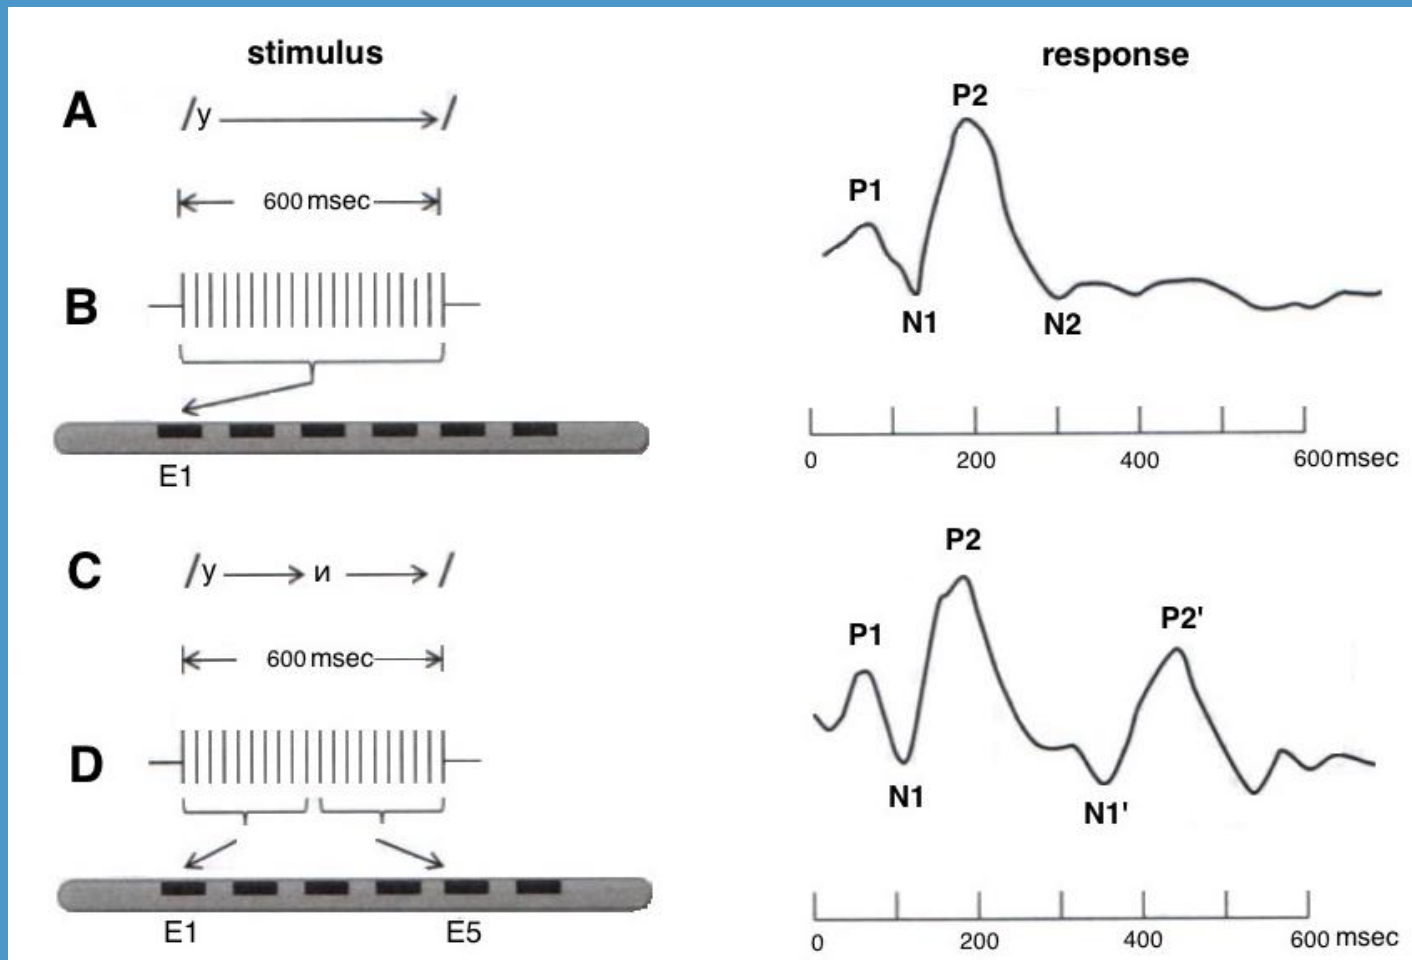 stimulus
response
A
/y /
600 msec
B
E1
P1
P2
N1
N2
0 200 400 600 msec
C
/y и /
600 msec
D
E1 E5
P1
P2
P2'
N1
N1'
0 200 400 600 msec